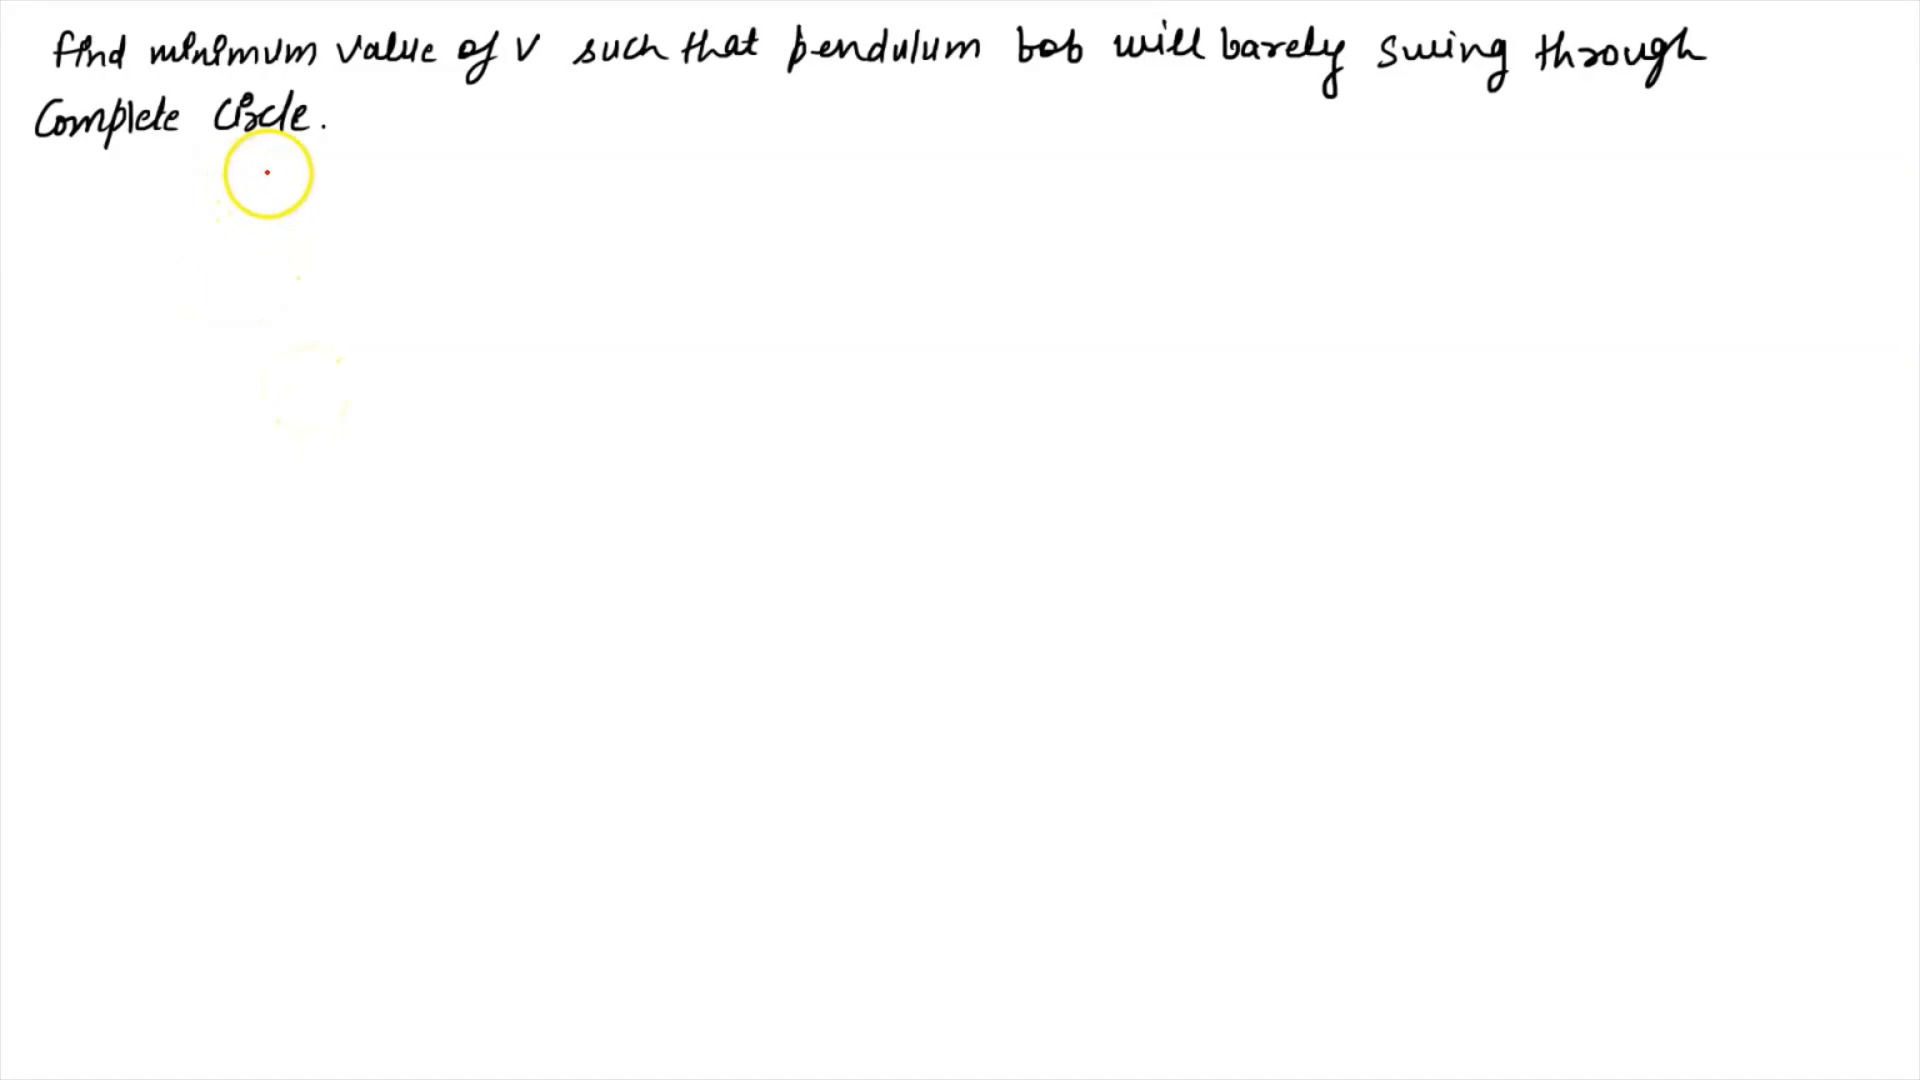 find minimum value of v such that pendulum bob will barely swing through
Complete Circle.